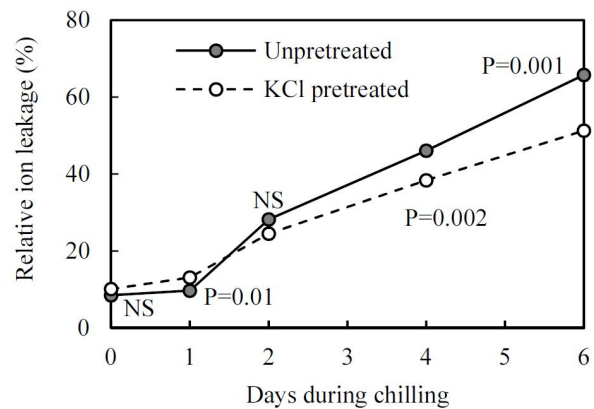 80
60
40
20
0
Relative ion leakage (%)
Unpretreated
KCl pretreated
P=0.001
NS
P=0.002
P=0.01
NS
0 1 2 3 4 5 6
Days during chilling